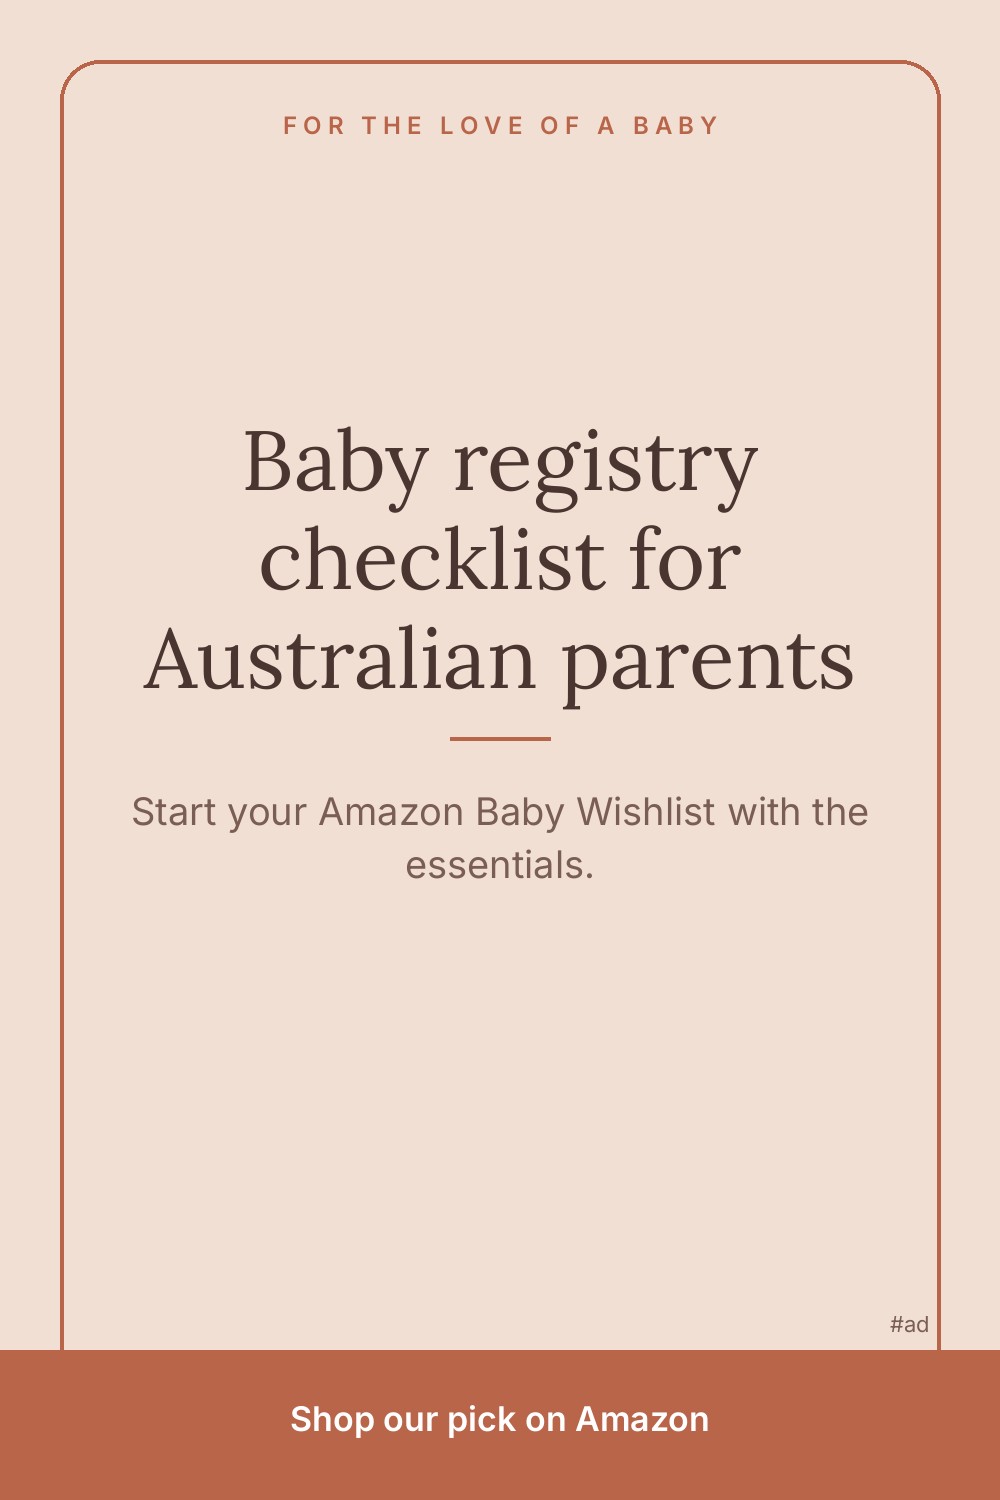 FOR THE LOVE OF A BABY
Baby registry
checklist for
Australian parents
Start your Amazon Baby Wishlist with the
essentials.
#ad
Shop our pick on Amazon